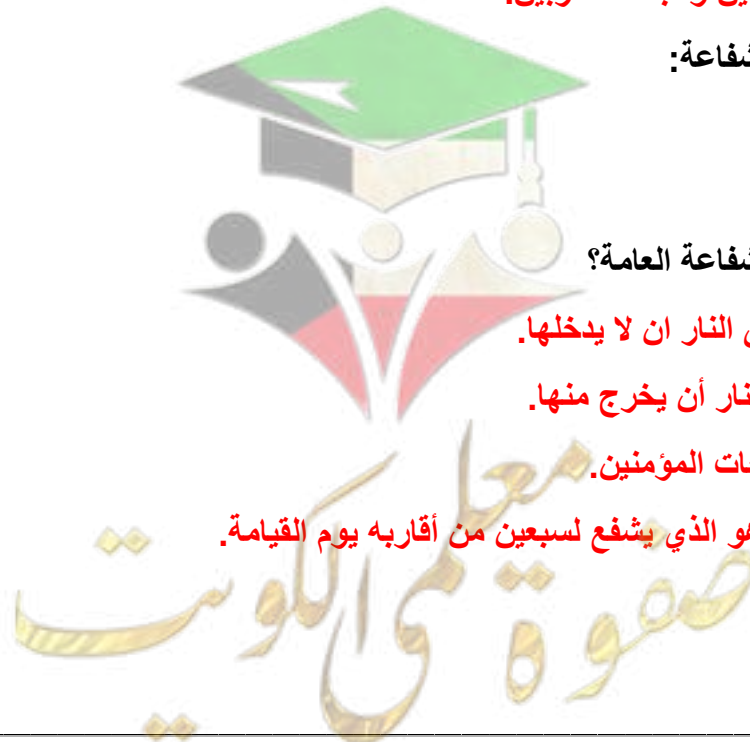 شفاعة:
شفاعة العامة؟
النار ان لا يدخلها.
نار أن يخرج منها.
ات المؤمنين.
هو الذي يشفع لسبعين من أقاربه يوم القيامة.
صفوة معلمي الكويت